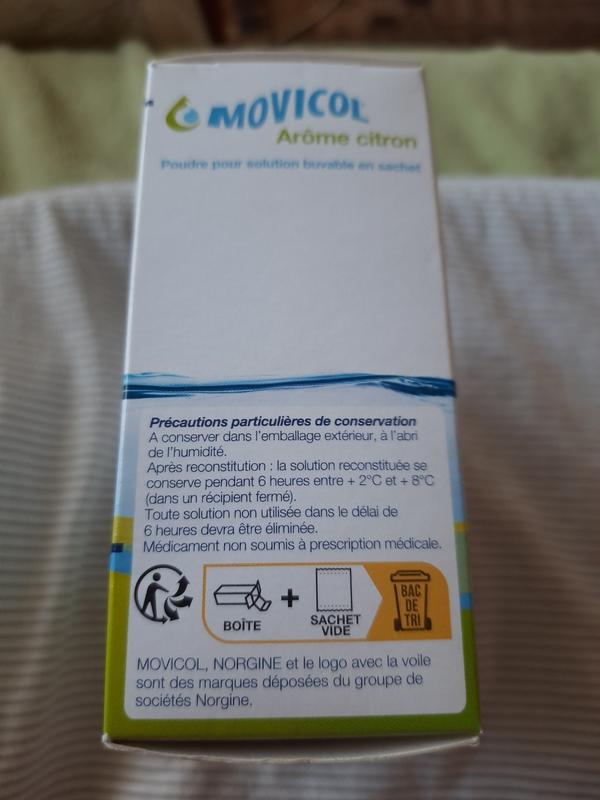 MOVICOL
Arôme citron
Poudre pour solution buvable en sachet
Précautions particulières de conservation
A conserver dans l'emballage extérieur, à l'abri
de l'humidité.
Après reconstitution : la solution reconstituée se
conserve pendant 6 heures entre + 2°C et + 8°C
(dans un récipient fermé).
Toute solution non utilisée dans le délai de
6 heures devra être éliminée.
Médicament non soumis à prescription médicale.
BOÎTE
+
SACHET
VIDE
BAC
DE
TRI
MOVICOL, NORGINE et le logo avec la voile
sont des marques déposées du groupe de
sociétés Norgine.